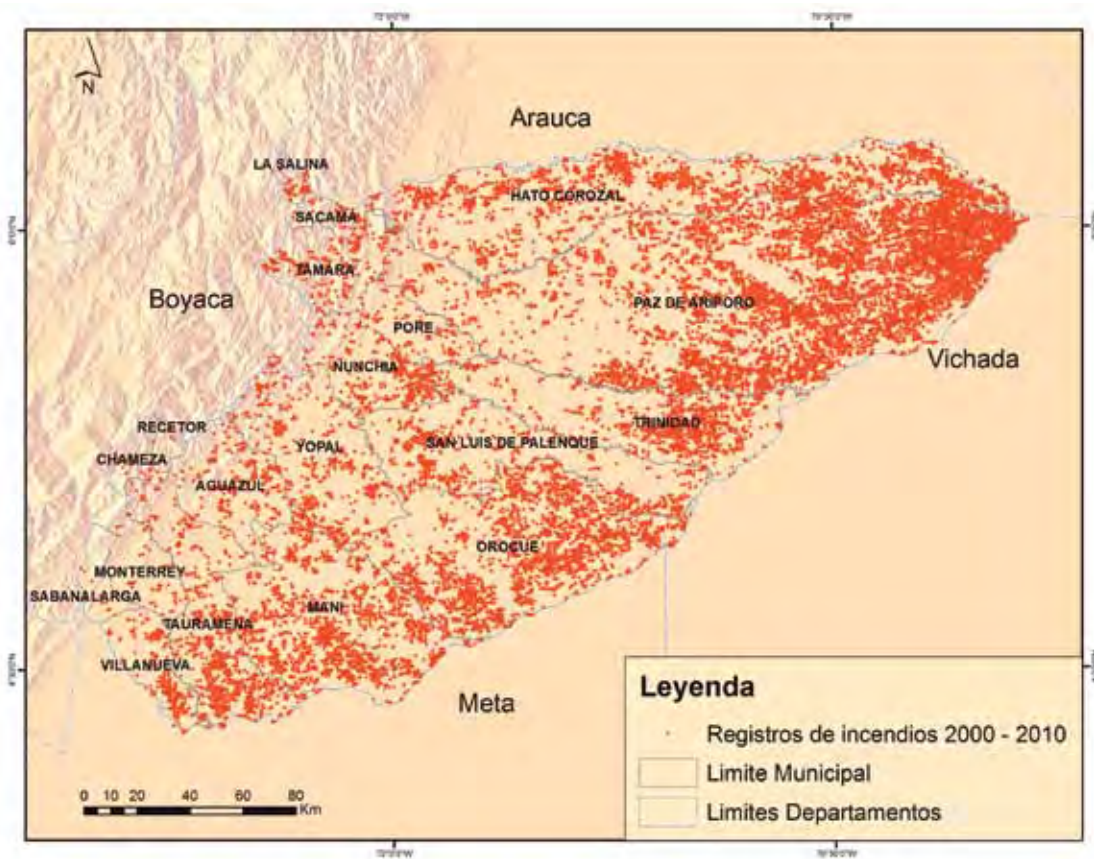 N
Arauca
LA SALINA
HATO COROZAL
SACAMA
TAMARA
Boyaca
PAZ DE ARIPORO
PORE
Vichada
NUNCHIA
RECETOR
TRINIDAD
YOPAL
SAN LUIS DE PALENQUE
CHAMEZA
AGUAZUL
OROCUE
MONTERREY
SABANALARGA
MANI
TAURAMENA
VILLANUEVA
Meta
Leyenda
Registros de incendios 2000 - 2010
Limite Municipal
Limites Departamentos
0 10 20 40 60 80
Km